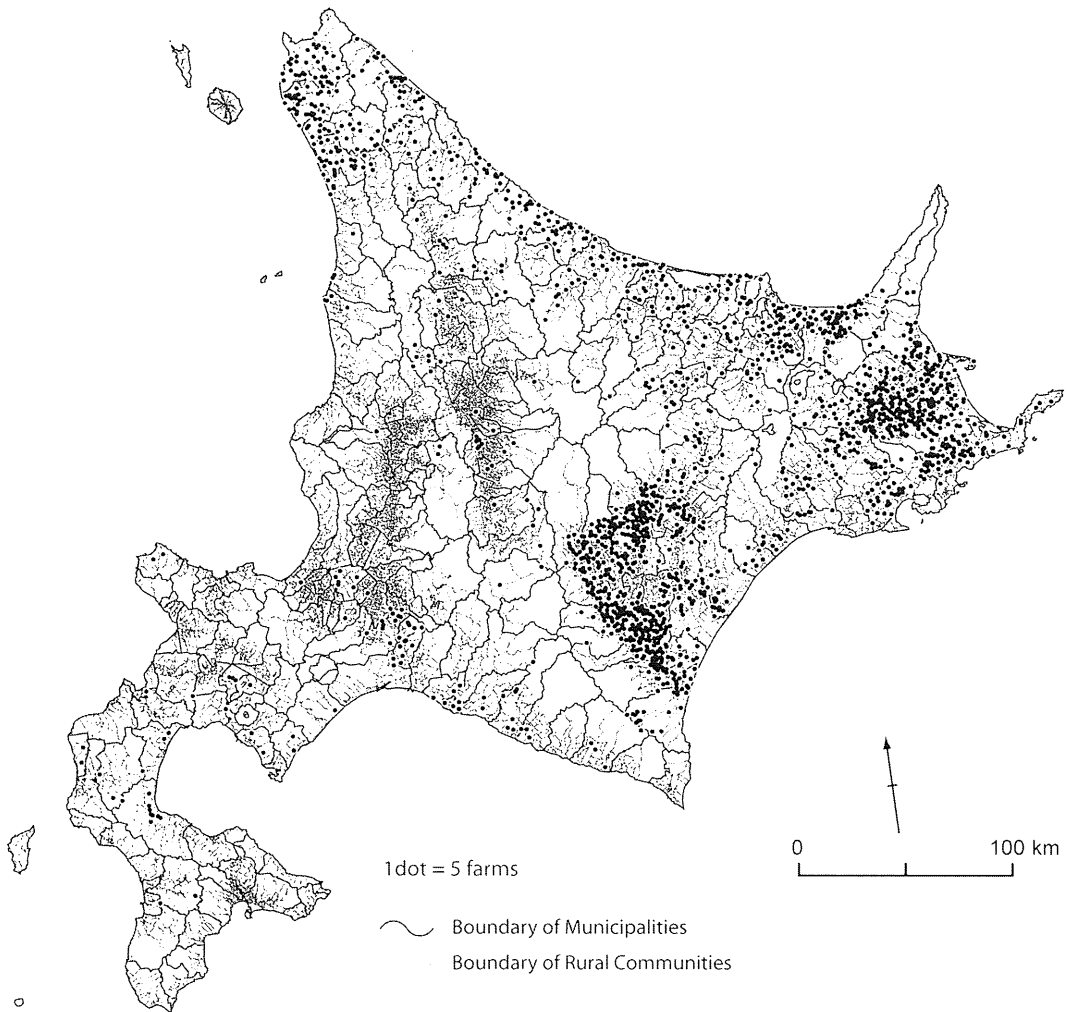 0 100 km
1dot = 5 farms
Boundary of Municipalities
Boundary of Rural Communities